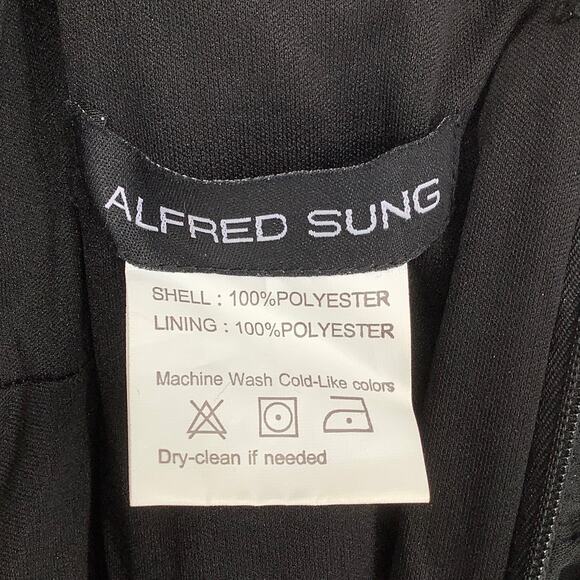 ALFRED SUNG
SHELL : 100%POLYESTER
LINING : 100%POLYESTER
Machine Wash Cold-Like colors
Dry-clean if needed